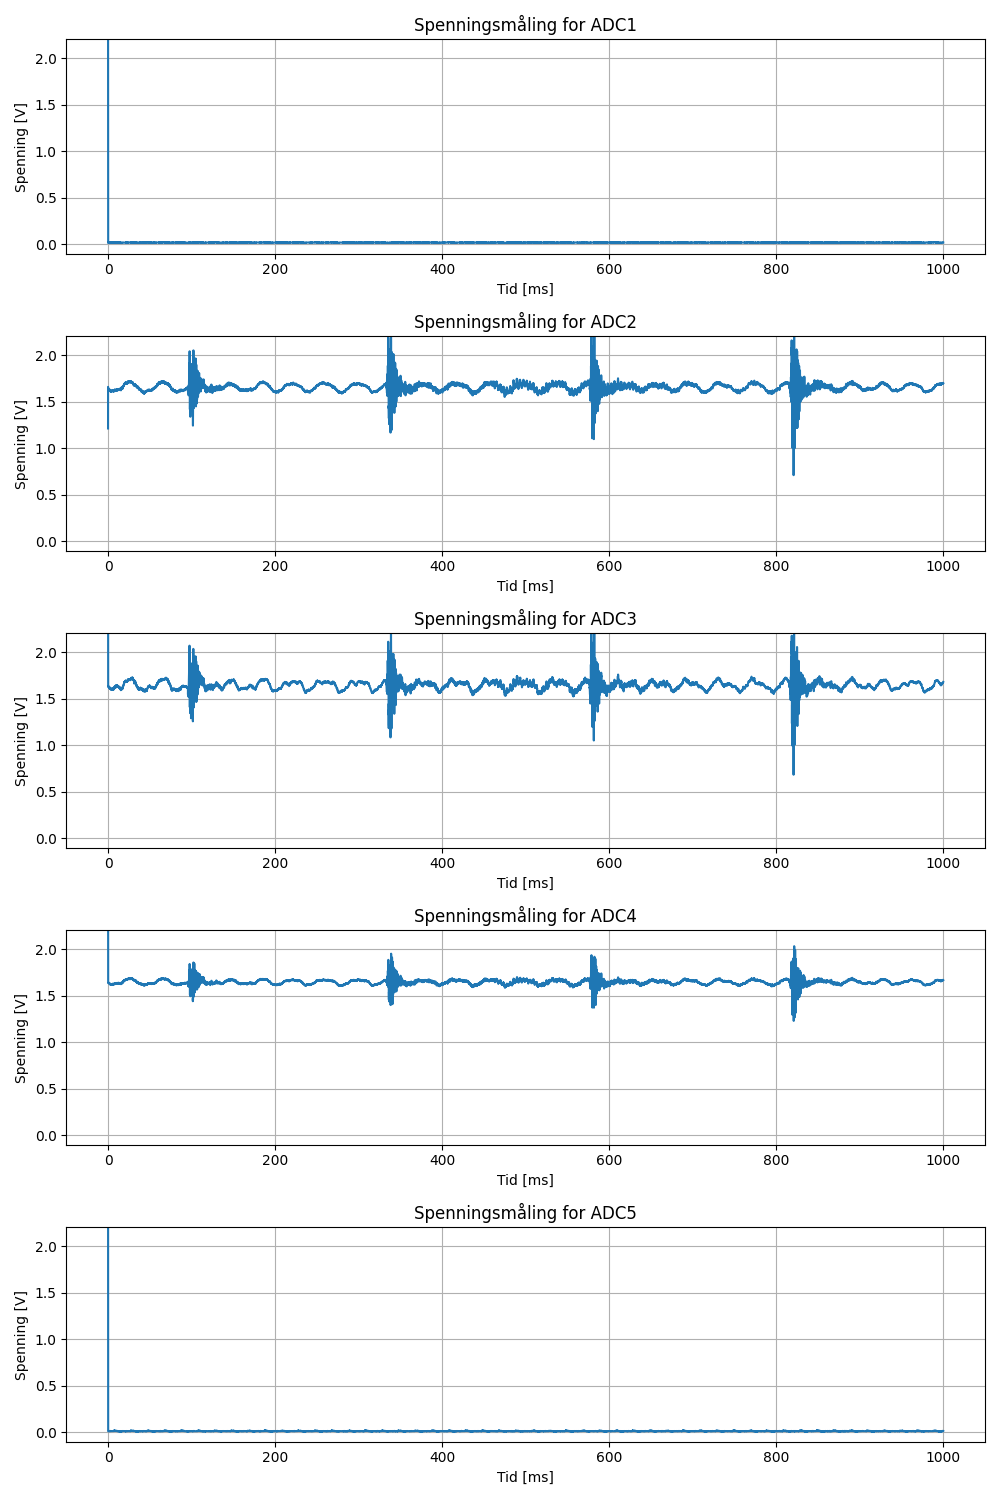 Spenningsmåling for ADC1
2.0
1.5
1.0
0.5
0.0
Spenning [V]
0 200 400 600 800 1000
Tid [ms]
Spenningsmåling for ADC2
2.0
1.5
1.0
0.5
0.0
Spenning [V]
0 200 400 600 800 1000
Tid [ms]
Spenningsmåling for ADC3
2.0
1.5
1.0
0.5
0.0
Spenning [V]
0 200 400 600 800 1000
Tid [ms]
Spenningsmåling for ADC4
2.0
1.5
1.0
0.5
0.0
Spenning [V]
0 200 400 600 800 1000
Tid [ms]
Spenningsmåling for ADC5
2.0
1.5
1.0
0.5
0.0
Spenning [V]
0 200 400 600 800 1000
Tid [ms]